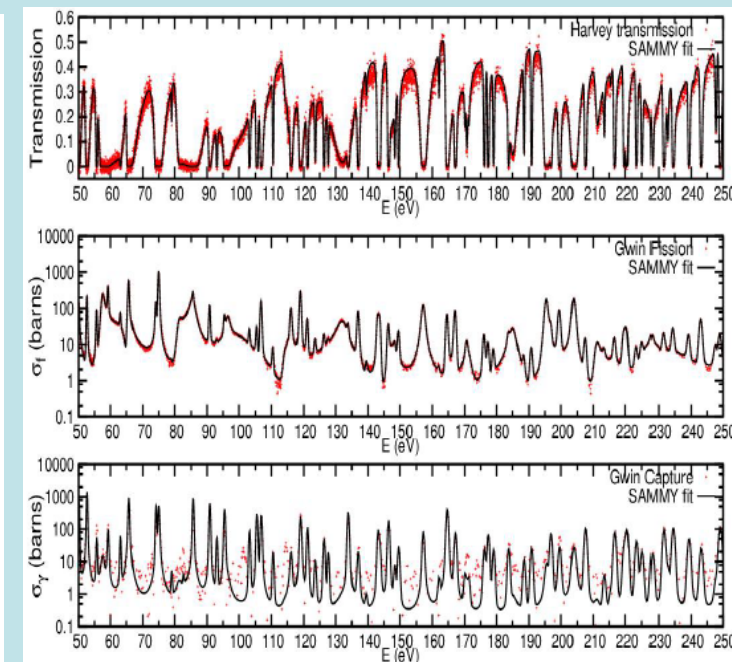 Harvey transmission
SAMMY fit
Transmission
0.6
0.5
0.4
0.3
0.2
0.1
0
50 60 70 80 90 100 110 120 130 140 150 160 170 180 190 200 210 220 230 240 250
E (eV)
Gwin Fission
SAMMY fit
σf (barns)
10000
1000
100
10
1
0.1
50 60 70 80 90 100 110 120 130 140 150 160 170 180 190 200 210 220 230 240 250
E (eV)
Gwin Capture
SAMMY fit
σγ (barns)
10000
1000
100
10
1
0.1
50 60 70 80 90 100 110 120 130 140 150 160 170 180 190 200 210 220 230 240 250
E (eV)